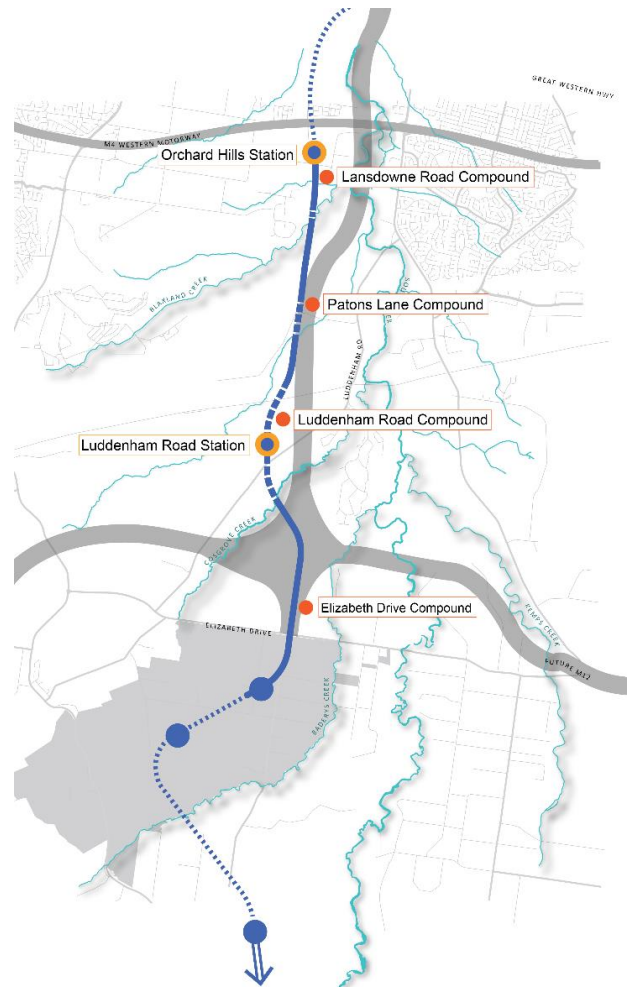 GREAT WESTERN HWY
M4 WESTERN MOTORWAY
Orchard Hills Station
Lansdowne Road Compound
BLAXLAND CREEK
Patons Lane Compound
LUDDENHAM RD
Luddenham Road Compound
Luddenham Road Station
COSGROVE CREEK
Elizabeth Drive Compound
KEMPS CREEK
ELIZABETH DRIVE
FUTURE M12
BADERYS CREEK